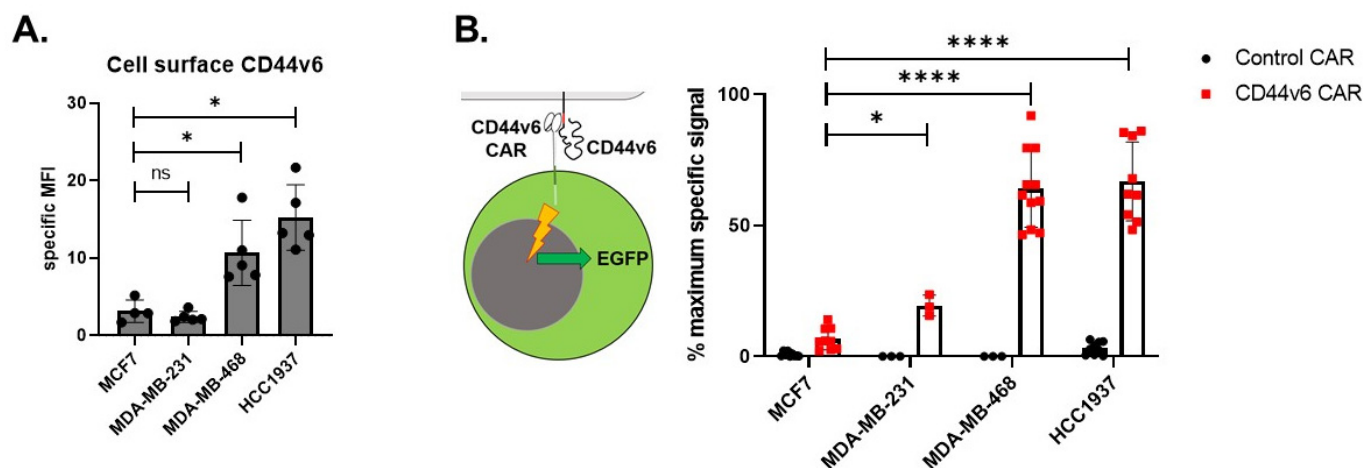 A.
Cell surface CD44v6
specific MFI
30
20
10
0
*
*
ns
MCF7
MDA-MB-231
MDA-MB-468
HCC1937
B.
CD44v6
CAR
CD44v6
EGFP
% maximum specific signal
100
50
0
****
****
*
MCF7
MDA-MB-231
MDA-MB-468
HCC1937
Control CAR
CD44v6 CAR